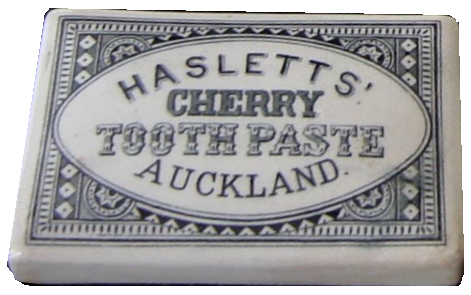 HASLETTS'
CHERRY
TOOTH PASTE
AUCKLAND.